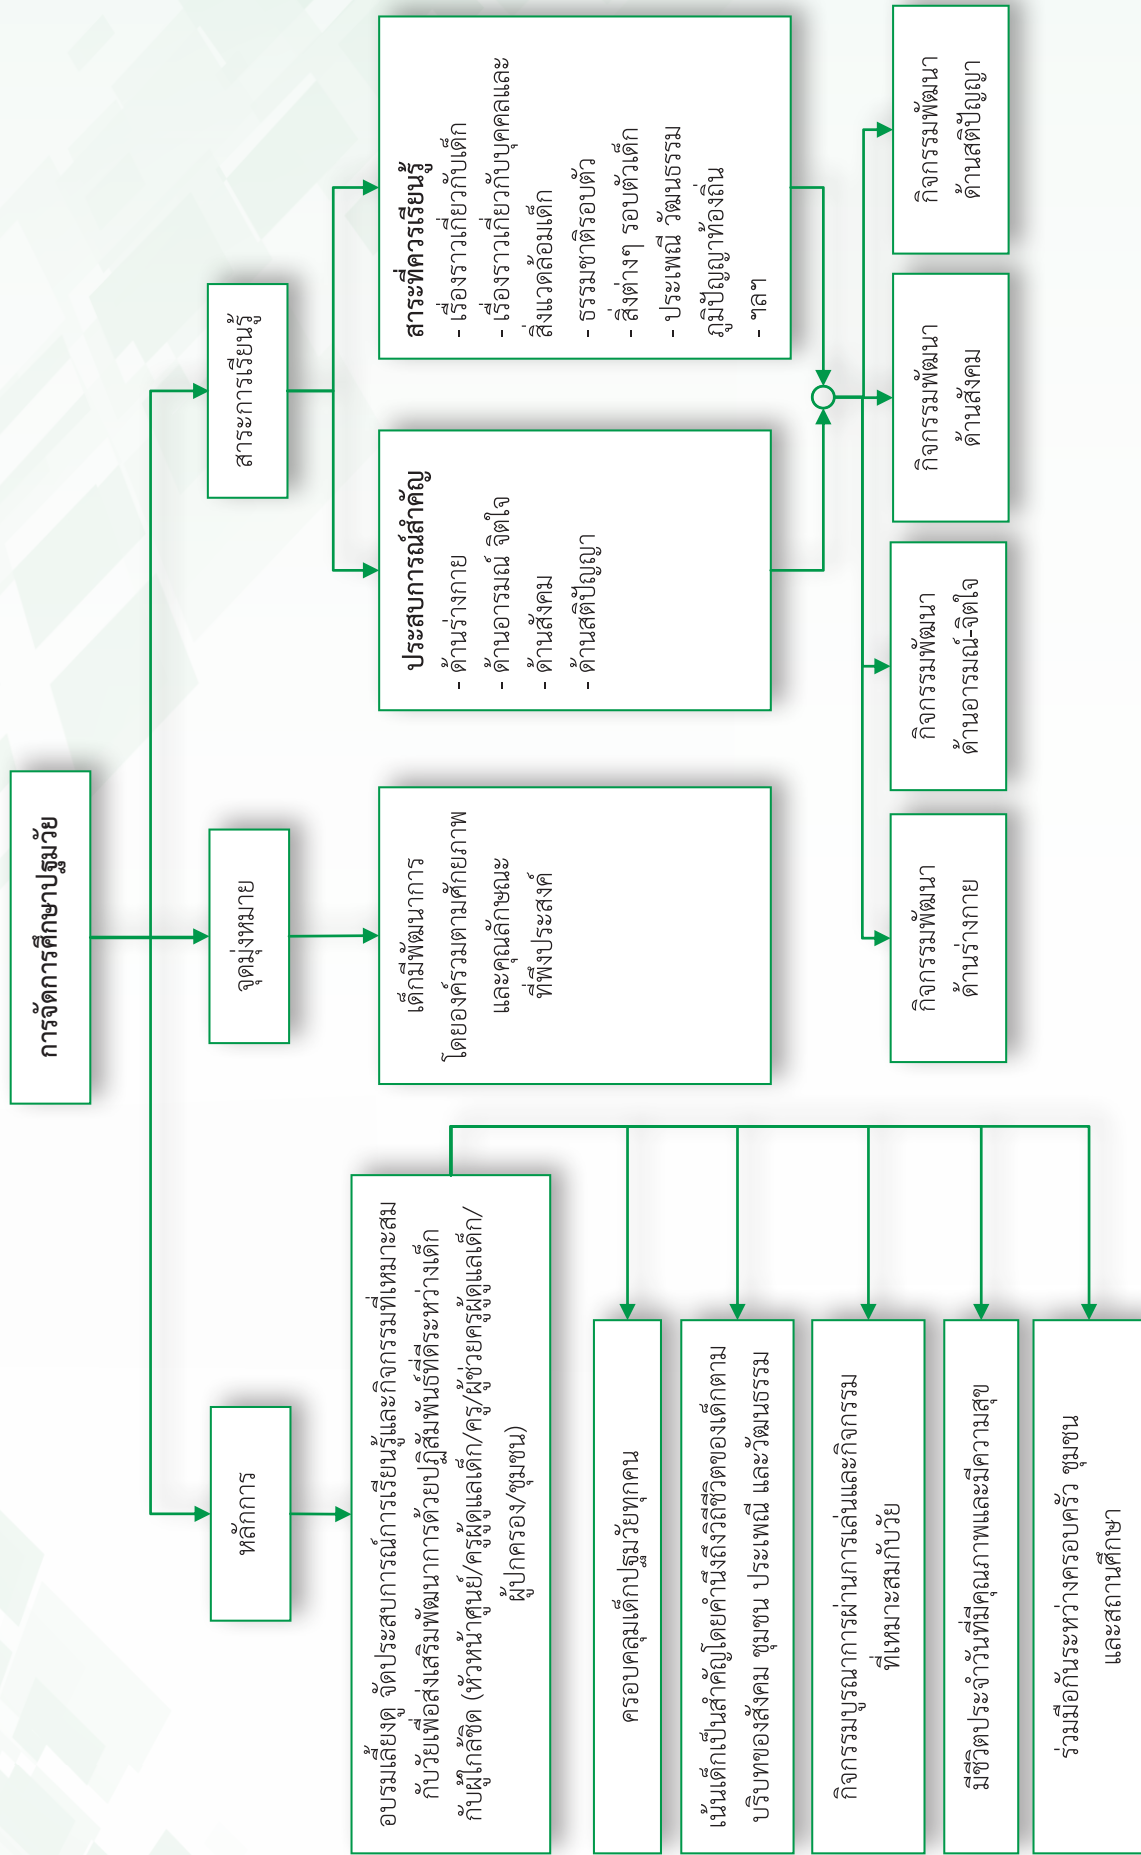 การจัดการศึกษาปฐมวัย
หลักการ
จุดมุ่งหมาย
สาระการเรียนรู้
อบรมเลี้ยงดู จัดประสบการณ์การเรียนรู้และกิจกรรมที่เหมาะสม
กับวัยเพื่อส่งเสริมพัฒนาการด้วยปฏิสัมพันธ์ที่ดีระหว่างเด็ก
กับผู้ใกล้ชิด (หัวหน้าศูนย์/ครูผู้ดูแลเด็ก/ครู/ผู้ช่วยครูผู้ดูแลเด็ก/
ผู้ปกครอง/ชุมชน)
ครอบคลุมเด็กปฐมวัยทุกคน
เน้นเด็กเป็นสำคัญโดยคำนึงถึงวิถีชีวิตของเด็กตาม
บริบทของสังคม ชุมชน ประเพณี และวัฒนธรรม
กิจกรรมบูรณาการผ่านการเล่นและกิจกรรม
ที่เหมาะสมกับวัย
มีชีวิตประจำวันที่มีคุณภาพและมีความสุข
ร่วมมือกันระหว่างครอบครัว ชุมชน
และสถานศึกษา
เด็กมีพัฒนาการ
โดยองค์รวมตามศักยภาพ
และคุณลักษณะ
ที่พึงประสงค์
ประสบการณ์สำคัญ
- ด้านร่างกาย
- ด้านอารมณ์ จิตใจ
- ด้านสังคม
- ด้านสติปัญญา
สาระที่ควรเรียนรู้
- เรื่องราวเกี่ยวกับเด็ก
- เรื่องราวเกี่ยวกับบุคคลและ
สิ่งแวดล้อมเด็ก
- ธรรมชาติรอบตัว
- สิ่งต่างๆ รอบตัวเด็ก
- ประเพณี วัฒนธรรม
ภูมิปัญญาท้องถิ่น
- ฯลฯ
กิจกรรมพัฒนา
ด้านร่างกาย
กิจกรรมพัฒนา
ด้านอารมณ์-จิตใจ
กิจกรรมพัฒนา
ด้านสังคม
กิจกรรมพัฒนา
ด้านสติปัญญา